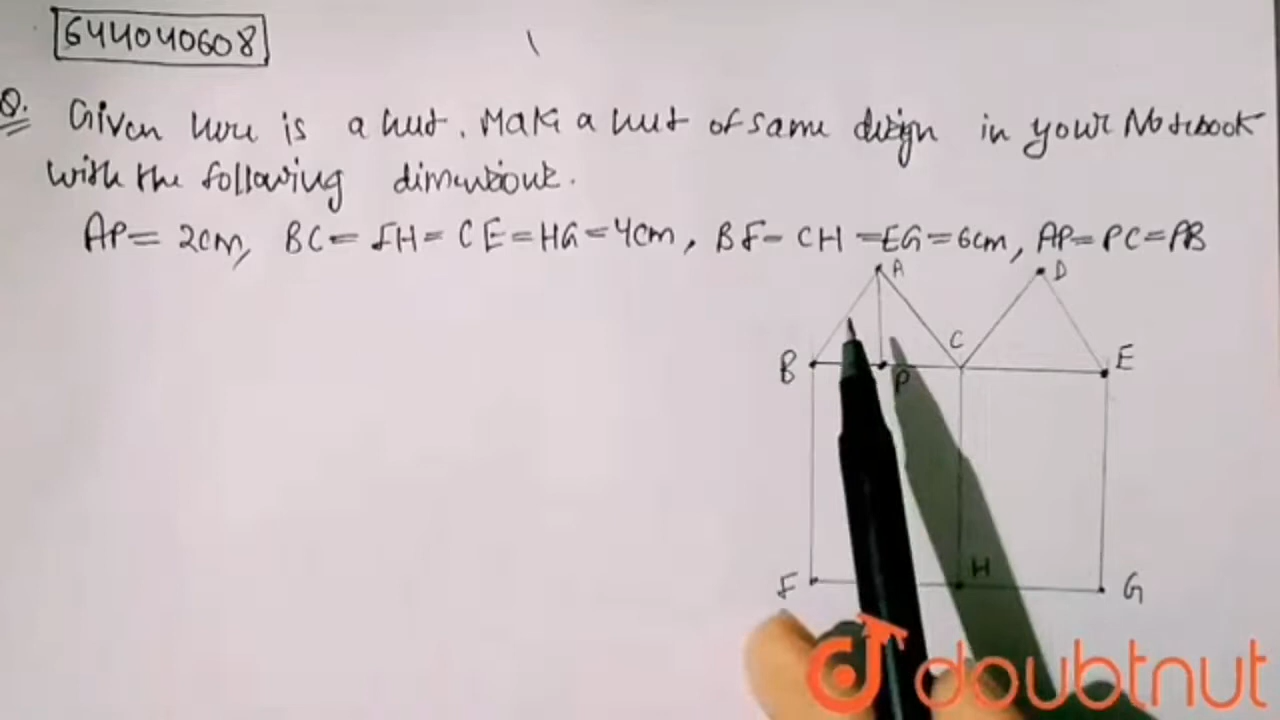 644040608
Q. Given here is a hut. Make a hut of same design in your Notebook
with the following dimensions.
AP = 2cm, BC = FH = CE = HG = 4cm, BF = CH = EG = 6cm, AP = PC = PB
A
D
C
B
E
P
H
F
G
doubtnut